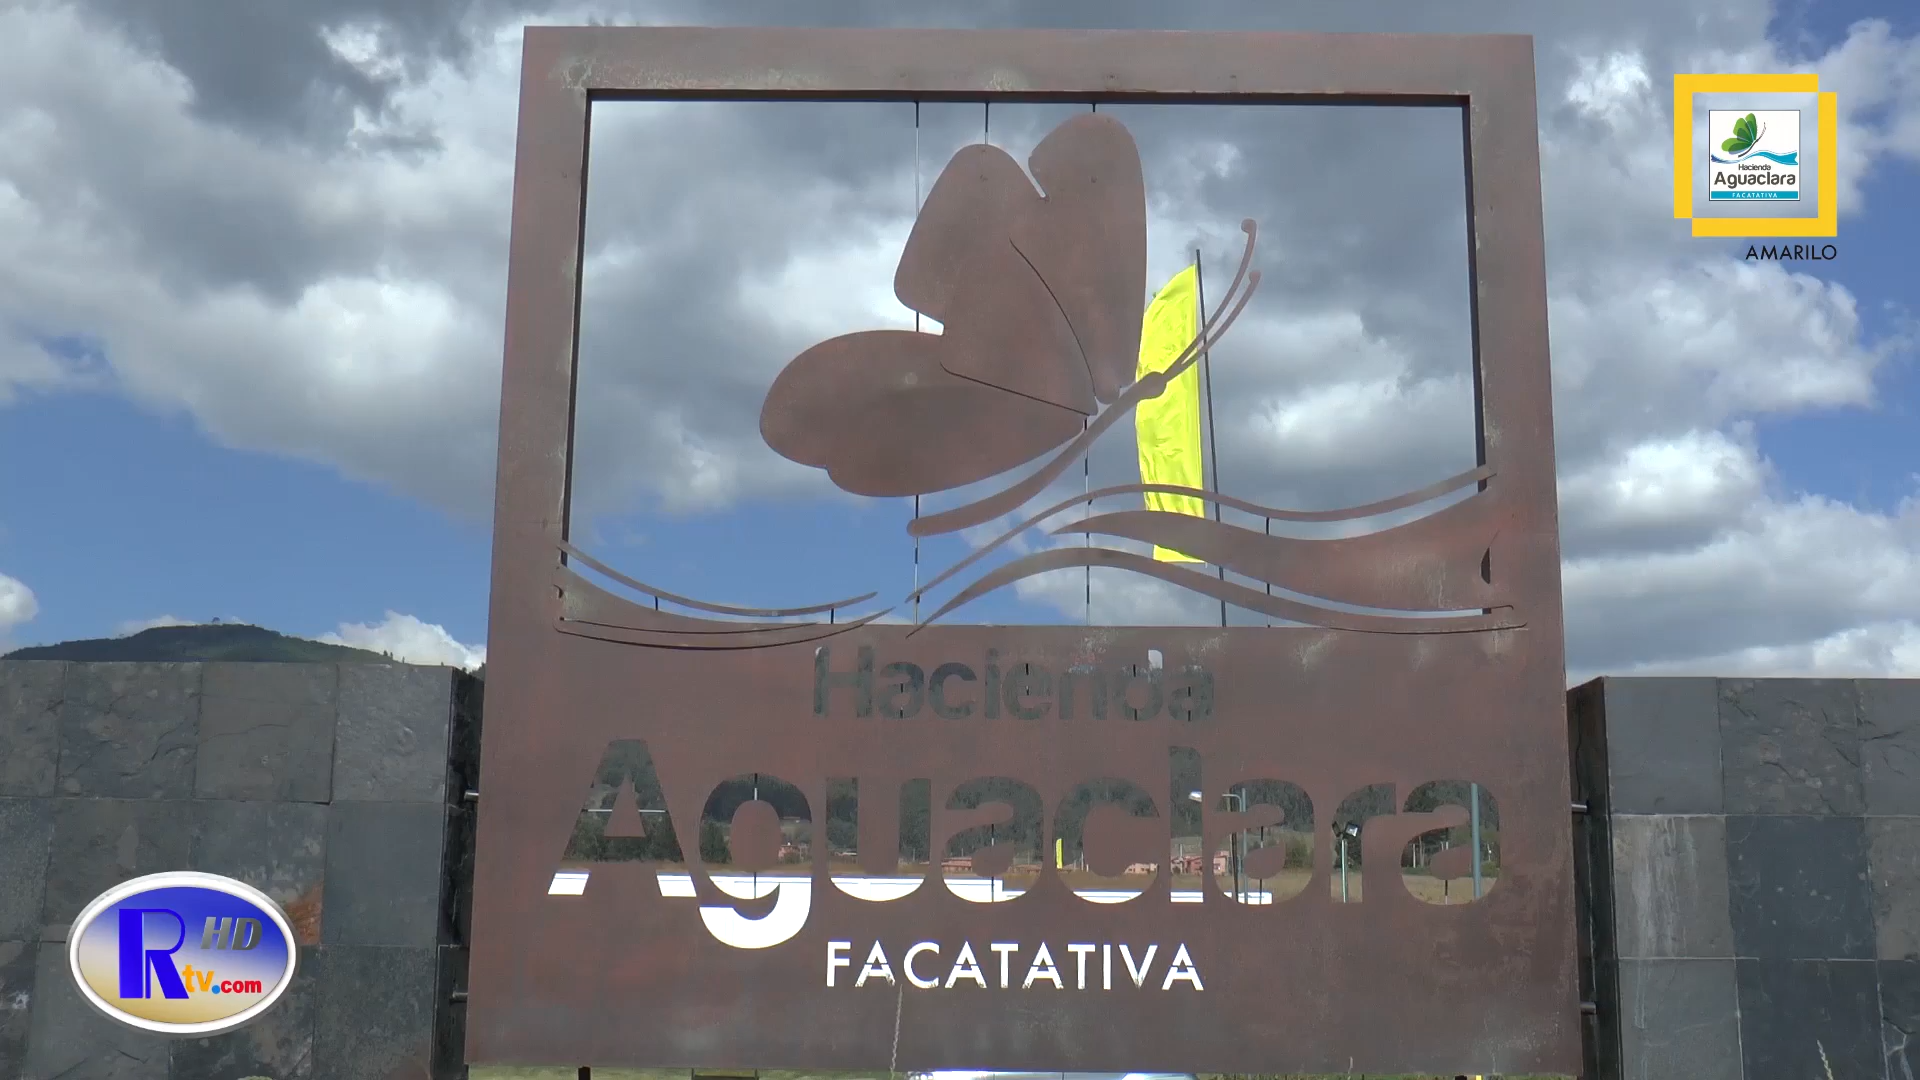 Hacienda
Aguaclara
FACATATIVA
Hacienda
Aguaclara
FACATATIVA
AMARILO
R HD
tv.com